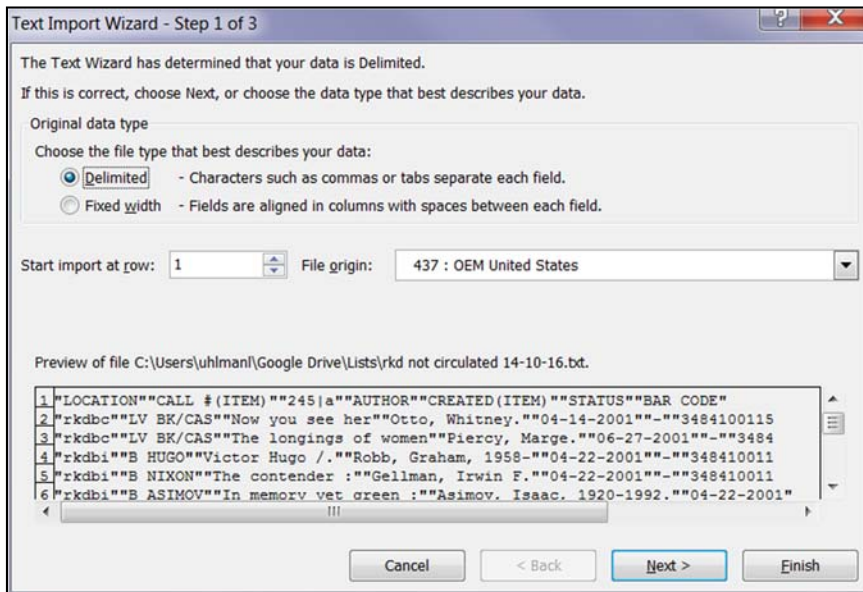 Text Import Wizard - Step 1 of 3
The Text Wizard has determined that your data is Delimited.
If this is correct, choose Next, or choose the data type that best describes your data.
Original data type
Choose the file type that best describes your data:
Delimited - Characters such as commas or tabs separate each field.
Fixed width - Fields are aligned in columns with spaces between each field.
Start import at row: 1 File origin: 437 : OEM United States
Preview of file C:\Users\uhlmanl\Google Drive\Lists\rkd not circulated 14-10-16.txt.
1 "LOCATION""CALL #(ITEM)""245|a""AUTHOR""CREATED(ITEM)""STATUS""BAR CODE"
2 "rkdbc""LV BK/CAS""Now you see her""Otto, Whitney.""04-14-2001""-""3484100115
3 "rkdbc""LV BK/CAS""The longings of women""Piercy, Marge.""06-27-2001""-""3484
4 "rkdbi""B HUGO""Victor Hugo /.""Robb, Graham, 1958-""04-22-2001""-""348410011
5 "rkdbi""B NIXON""The contender :""Gellman, Irwin F.""04-22-2001""-""348410011
6 "rkdbi""B ASIMOV""In memory yet green :""Asimov, Isaac, 1920-1992.""04-22-2001"
Cancel < Back Next > Finish